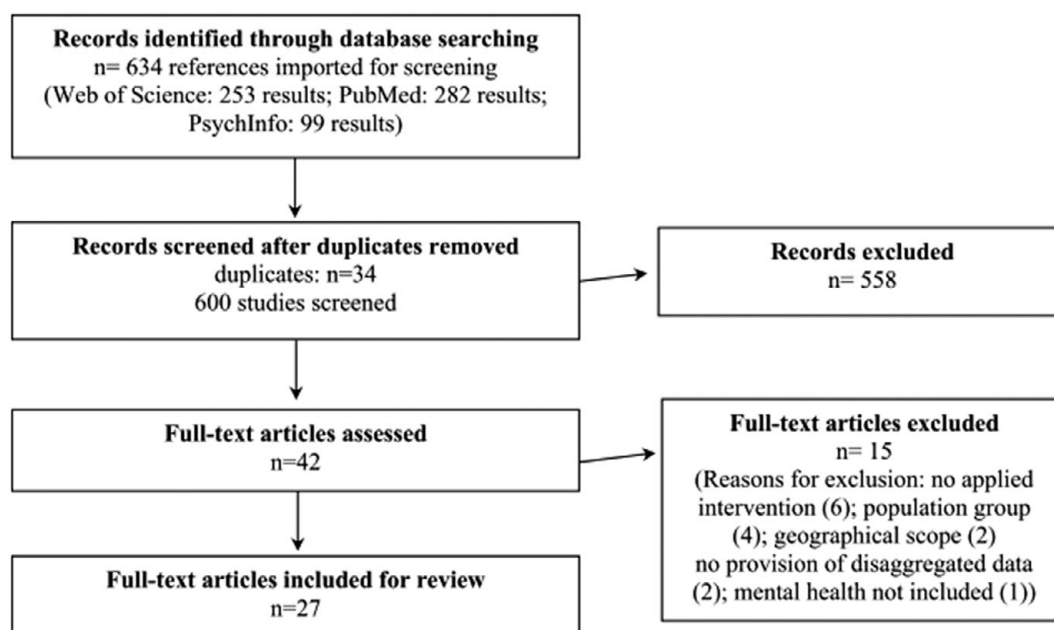 Records identified through database searching
n= 634 references imported for screening
(Web of Science: 253 results; PubMed: 282 results;
PsychInfo: 99 results)
Records screened after duplicates removed
duplicates: n=34
600 studies screened
Records excluded
n= 558
Full-text articles assessed
n=42
Full-text articles excluded
n= 15
(Reasons for exclusion: no applied
intervention (6); population group
(4); geographical scope (2)
no provision of disaggregated data
(2); mental health not included (1))
Full-text articles included for review
n=27